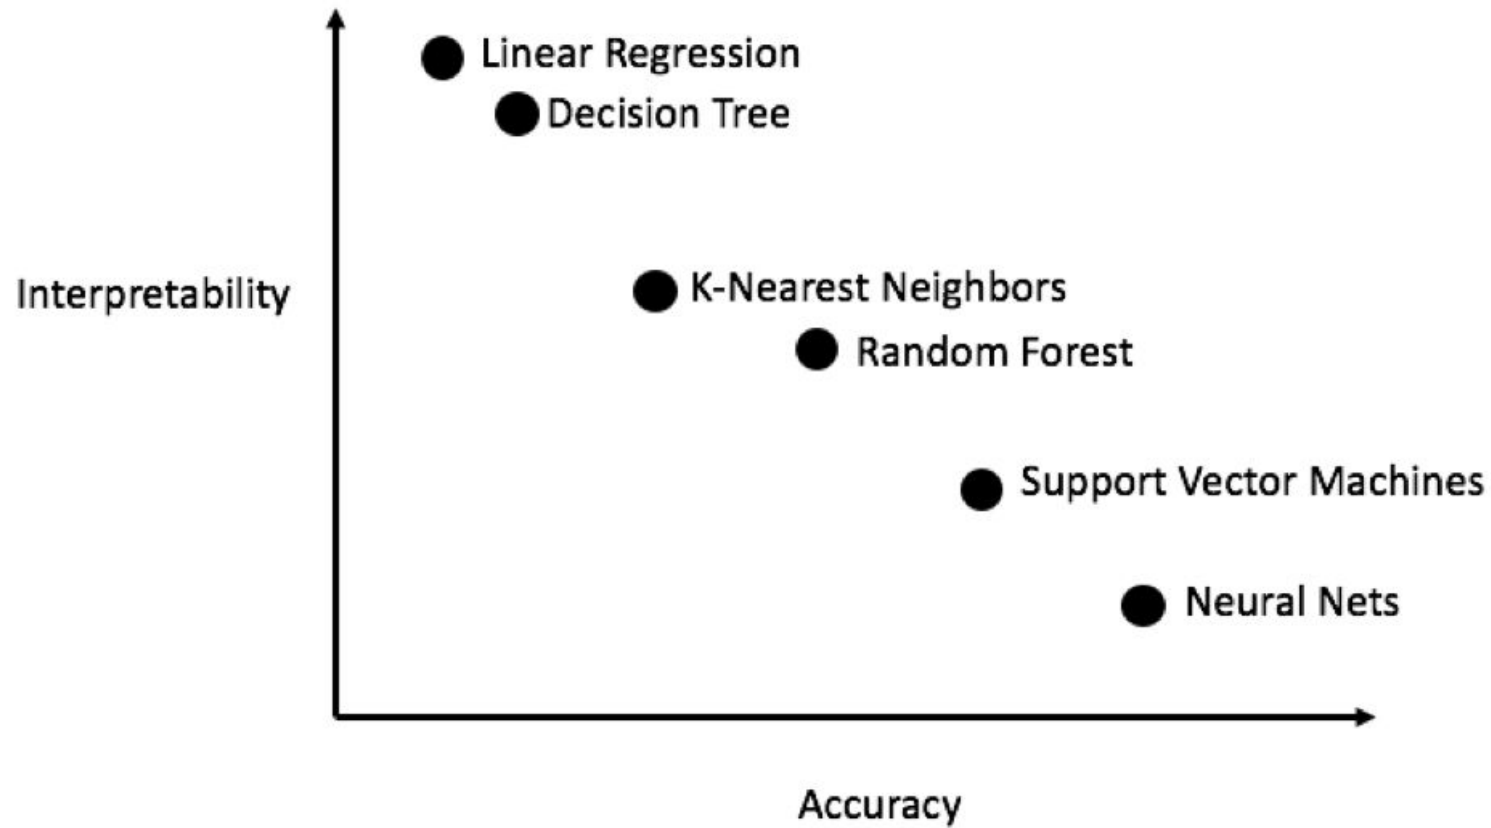 Linear Regression
Decision Tree
Interpretability
K-Nearest Neighbors
Random Forest
Support Vector Machines
Neural Nets
Accuracy